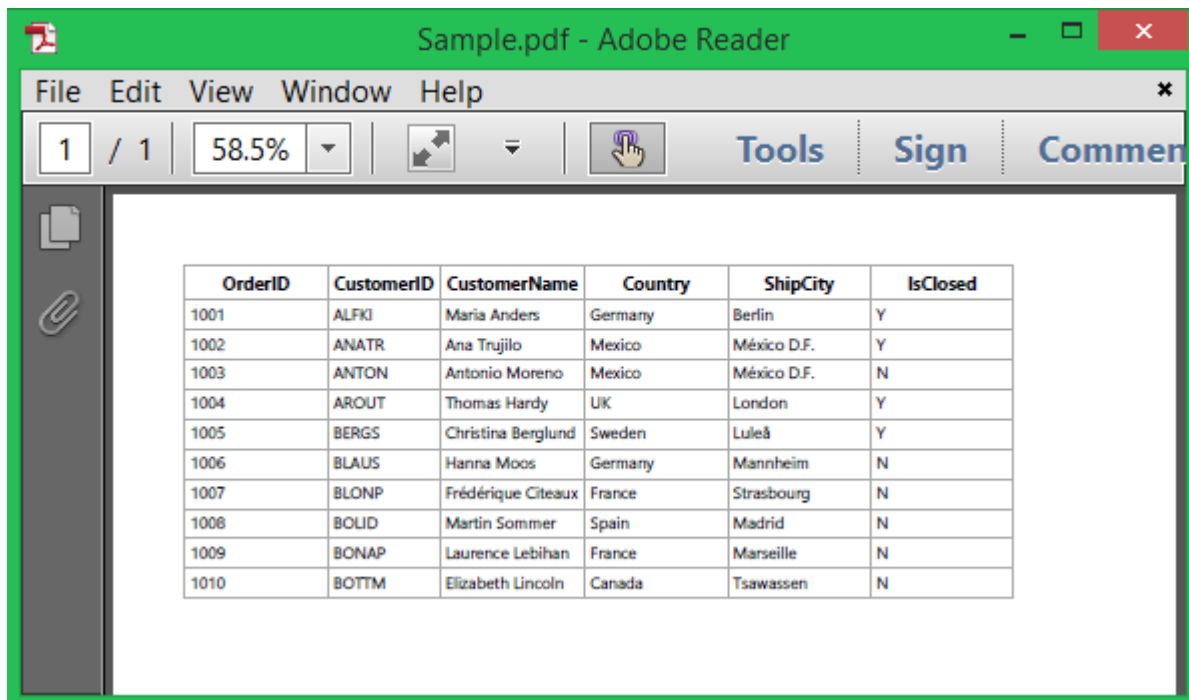 Sample.pdf - Adobe Reader
File Edit View Window Help
1 / 1 58.5% Tools Sign Commen
OrderID CustomerID CustomerName Country ShipCity IsClosed
1001 ALFKI Maria Anders Germany Berlin Y
1002 ANATR Ana Trujilo Mexico México D.F. Y
1003 ANTON Antonio Moreno Mexico México D.F. N
1004 AROUT Thomas Hardy UK London Y
1005 BERGS Christina Berglund Sweden Luleå Y
1006 BLAUS Hanna Moos Germany Mannheim N
1007 BLONP Frédérique Citeaux France Strasbourg N
1008 BOLID Martin Sommer Spain Madrid N
1009 BONAP Laurence Lebihan France Marseille N
1010 BOTTM Elizabeth Lincoln Canada Tsawassen N